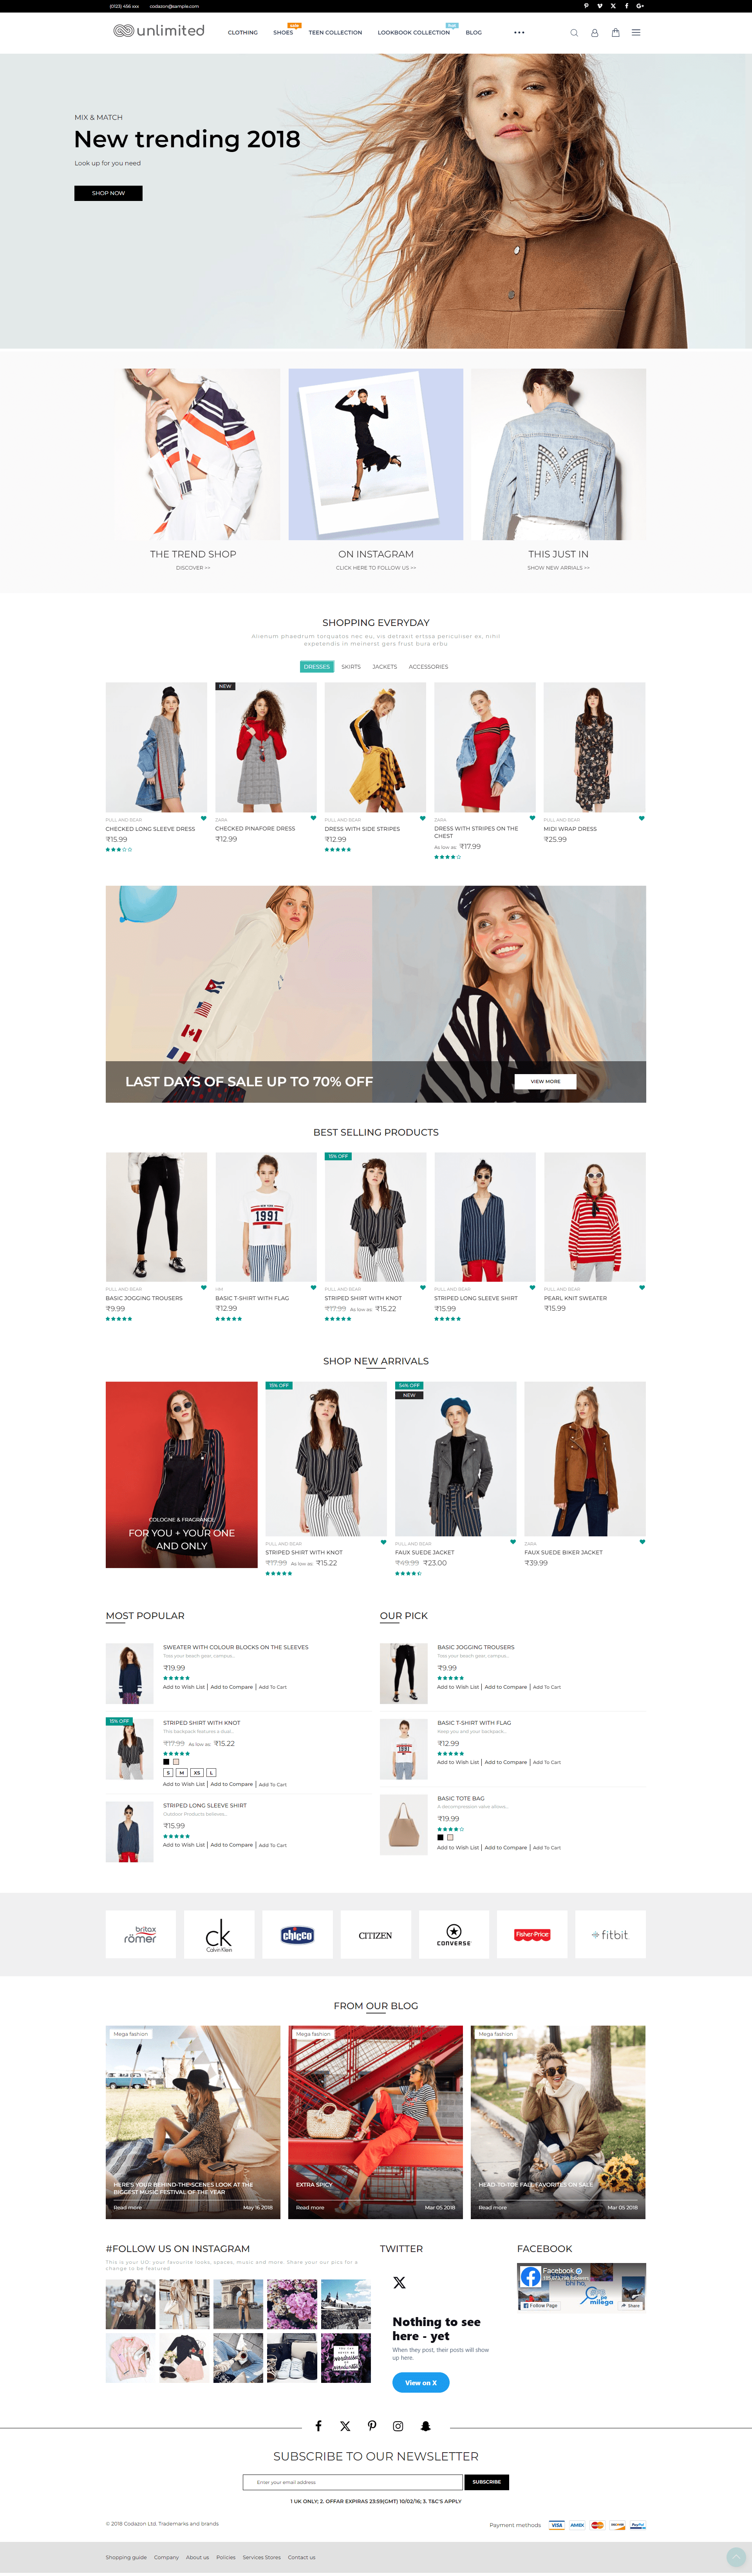 (0123) 456 xxx codazon@sample.com
unlimited
CLOTHING SHOES TEEN COLLECTION LOOKBOOK COLLECTION BLOG
MIX & MATCH
New trending 2018
Look up for you need
SHOP NOW
THE TREND SHOP
DISCOVER >>
ON INSTAGRAM
CLICK HERE TO FOLLOW US >>
THIS JUST IN
SHOW NEW ARRIALS >>
SHOPPING EVERYDAY
Alienum phaedrum torquatos nec eu, vis detraxit ertssa periculiser ex, nihil
expetendis in meinerst gers frust bura erbu
DRESSES SKIRTS JACKETS ACCESSORIES
PULL AND BEAR
CHECKED LONG SLEEVE DRESS
₹15.99
NEW
ZARA
CHECKED PINAFORE DRESS
₹12.99
PULL AND BEAR
DRESS WITH SIDE STRIPES
₹12.99
ZARA
DRESS WITH STRIPES ON THE
CHEST
As low as: ₹17.99
PULL AND BEAR
MIDI WRAP DRESS
₹25.99
LAST DAYS OF SALE UP TO 70% OFF
VIEW MORE
BEST SELLING PRODUCTS
PULL AND BEAR
BASIC JOGGING TROUSERS
₹9.99
1991
HM
BASIC T-SHIRT WITH FLAG
₹12.99
15% OFF
PULL AND BEAR
STRIPED SHIRT WITH KNOT
₹17.99 As low as: ₹15.22
PULL AND BEAR
STRIPED LONG SLEEVE SHIRT
₹15.99
PULL AND BEAR
PEARL KNIT SWEATER
₹15.99
SHOP NEW ARRIVALS
COLOGNE & FRAGRANCE
FOR YOU + YOUR ONE
AND ONLY
15% OFF
PULL AND BEAR
STRIPED SHIRT WITH KNOT
₹17.99 As low as: ₹15.22
54% OFF
NEW
PULL AND BEAR
FAUX SUEDE JACKET
₹49.99 ₹23.00
ZARA
FAUX SUEDE BIKER JACKET
₹39.99
MOST POPULAR
SWEATER WITH COLOUR BLOCKS ON THE SLEEVES
Toss your beach gear, campus...
₹19.99
Add to Wish List | Add to Compare | Add To Cart
15% OFF
STRIPED SHIRT WITH KNOT
This backpack features a dual...
₹17.99 As low as: ₹15.22
S M XS L
Add to Wish List | Add to Compare | Add To Cart
STRIPED LONG SLEEVE SHIRT
Outdoor Products believes...
₹15.99
Add to Wish List | Add to Compare | Add To Cart
OUR PICK
BASIC JOGGING TROUSERS
Toss your beach gear, campus...
₹9.99
Add to Wish List | Add to Compare | Add To Cart
BASIC T-SHIRT WITH FLAG
Keep you and your backpack...
₹12.99
Add to Wish List | Add to Compare | Add To Cart
BASIC TOTE BAG
A decompression valve allows...
₹19.99
Add to Wish List | Add to Compare | Add To Cart
britax
römer
ck
Calvin Klein
chicco
CITIZEN
CONVERSE
Fisher-Price
fitbit
FROM OUR BLOG
Mega fashion
HERE'S YOUR BEHIND-THE-SCENES LOOK AT THE
BIGGEST MUSIC FESTIVAL OF THE YEAR
Read more May 16 2018
Mega fashion
EXTRA SPICY
Read more Mar 05 2018
Mega fashion
HEAD-TO-TOE FALL FAVORITES ON SALE
Read more Mar 05 2018
#FOLLOW US ON INSTAGRAM
This is your UO: your favourite looks, spaces, music and more. Share your our pics for a
change to be feartured
TWITTER
Nothing to see
here - yet
When they post, their posts will show
up here.
View on X
FACEBOOK
Facebook
Follow Page Share
SUBSCRIBE TO OUR NEWSLETTER
Enter your email address SUBSCRIBE
1 UK ONLY; 2. OFFAR EXPIRAS 23:59(GMT) 10/02/16; 3. T&C'S APPLY
© 2018 Codazon Ltd. Trademarks and brands
Payment methods VISA AMEX DISCOVER PayPal
Shopping guide Company About us Policies Services Stores Contact us